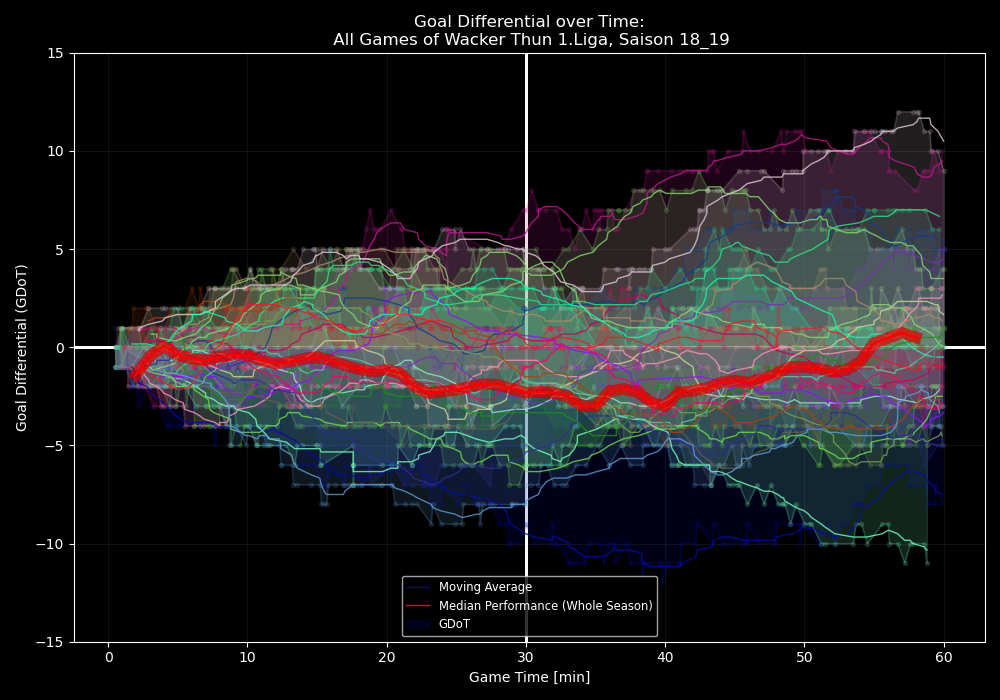 Goal Differential over Time:
All Games of Wacker Thun 1.Liga, Saison 18_19
Goal Differential (GDoT)
15
10
5
0
−5
−10
−15
0 10 20 30 40 50 60
Game Time [min]
Moving Average
Median Performance (Whole Season)
GDoT